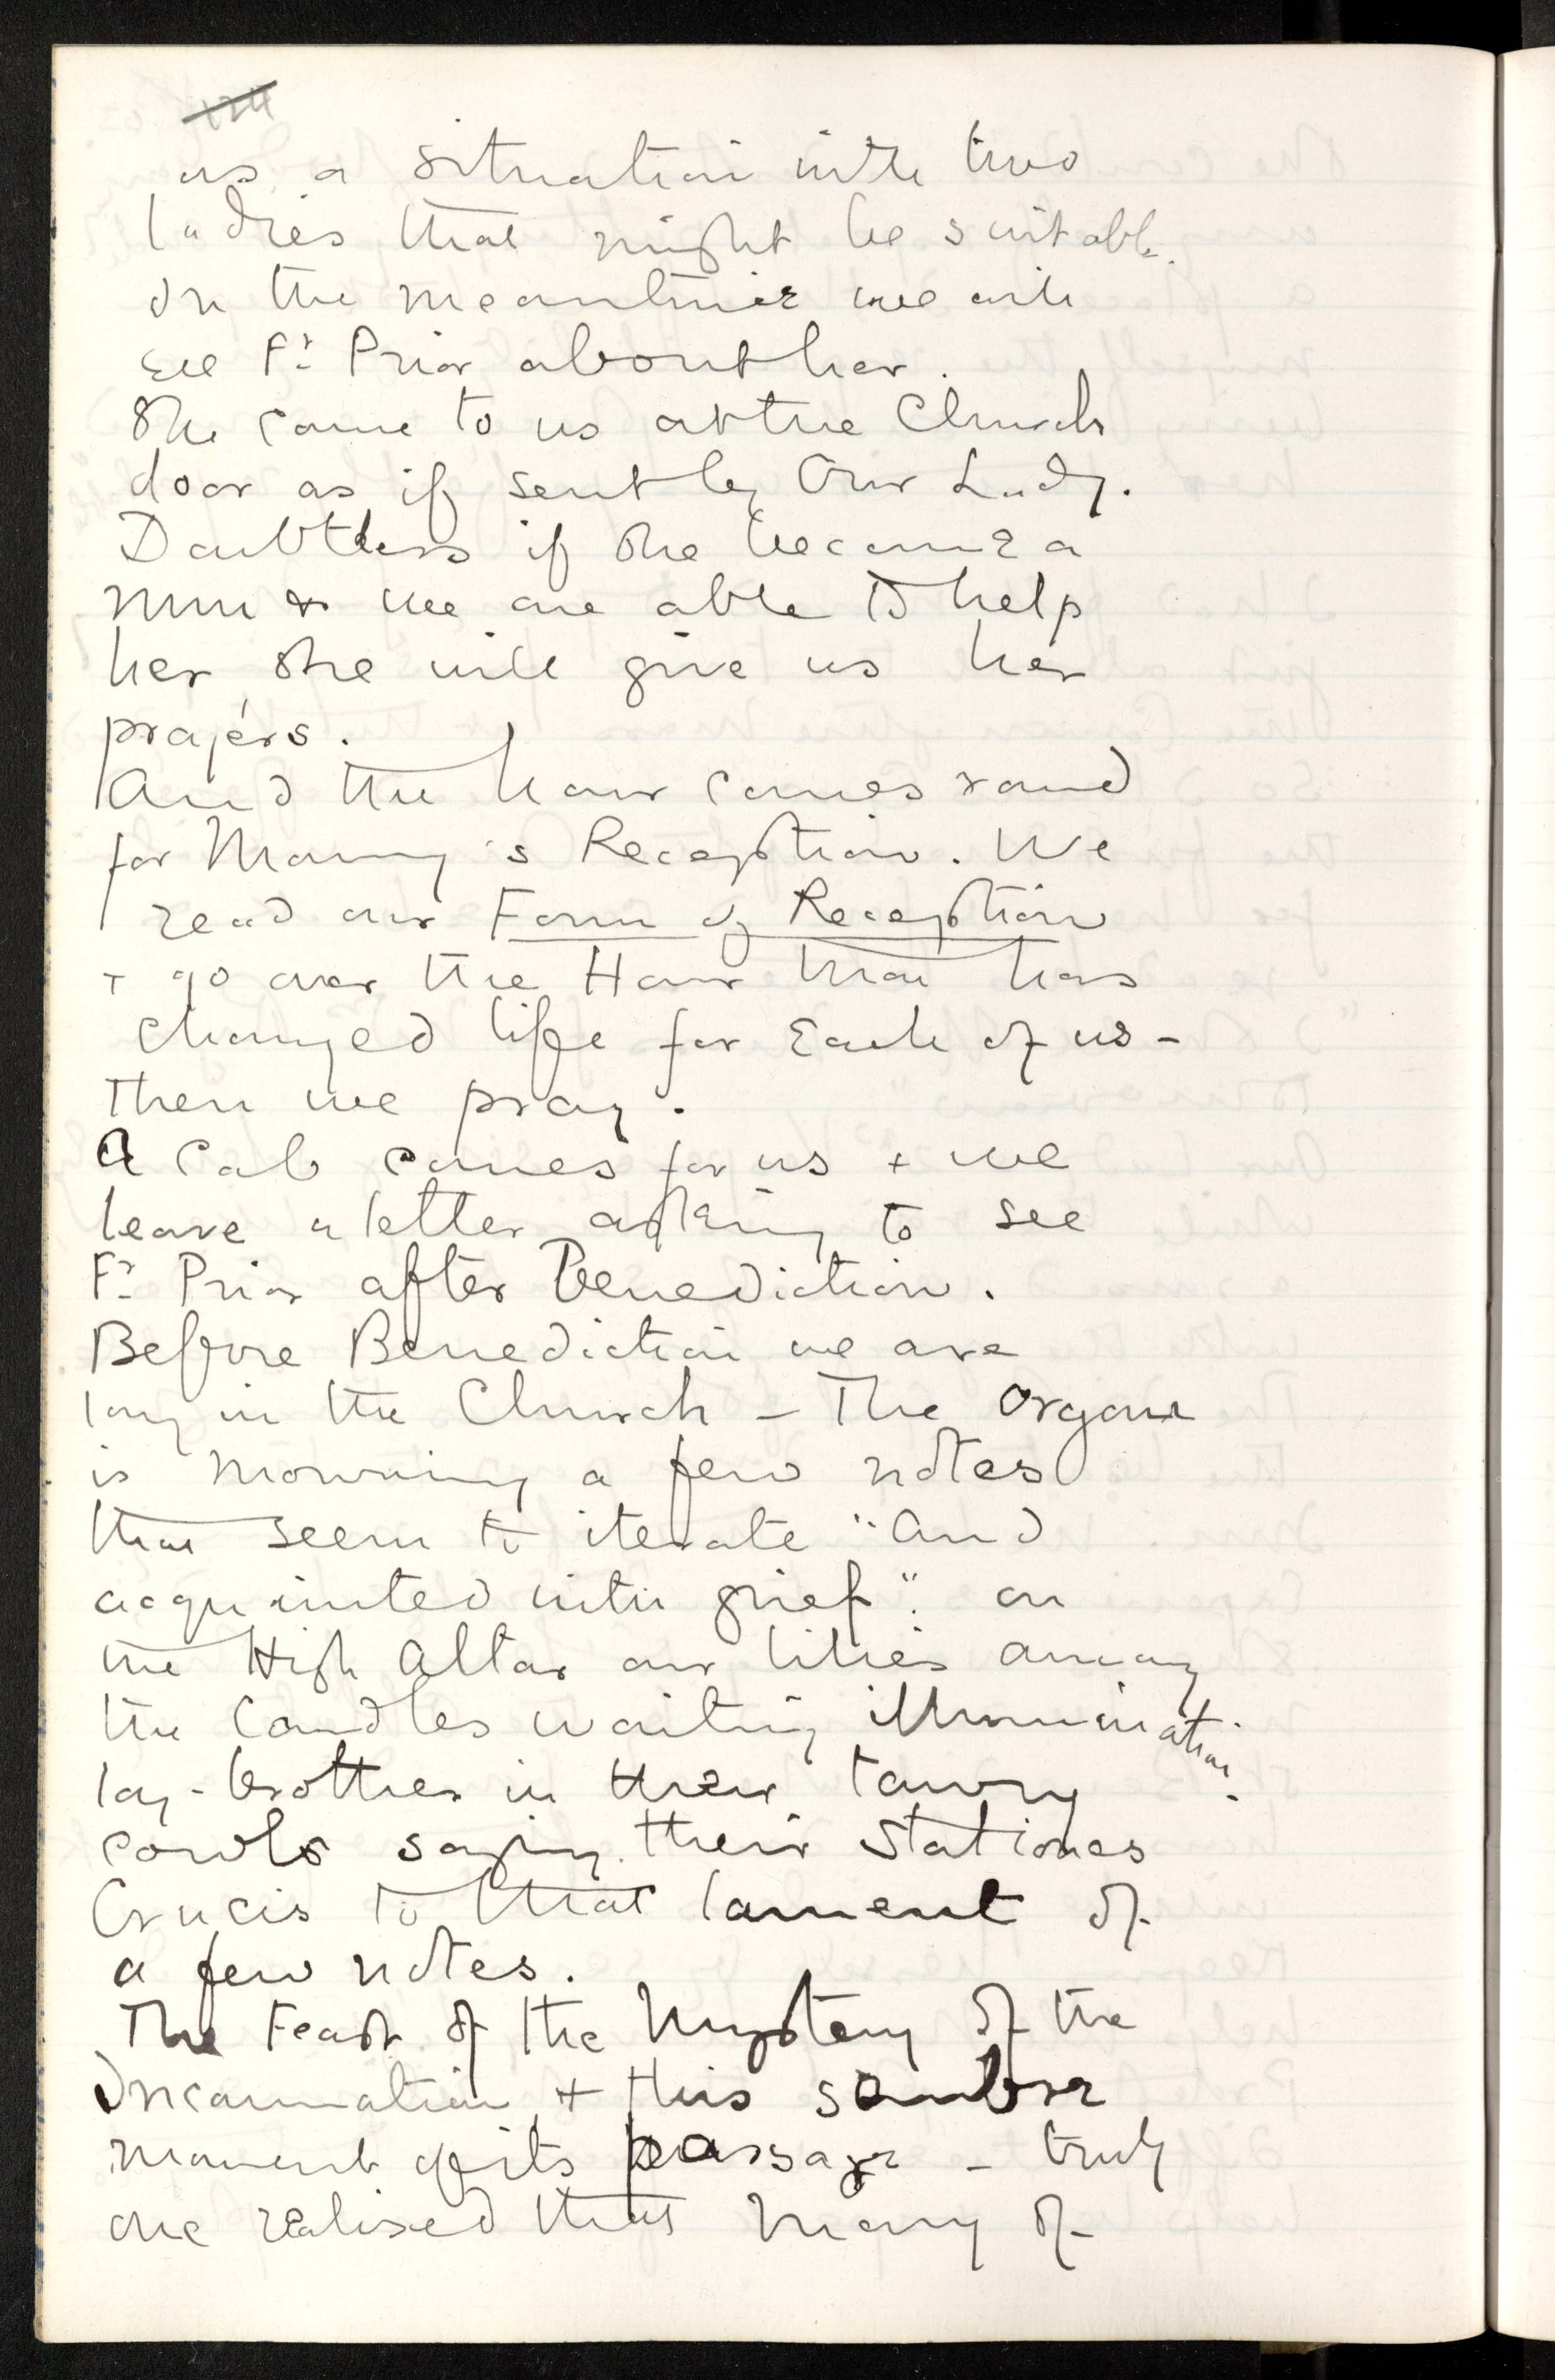 us a situation with two
ladies that might be suitable.
In the meantime we will
see Fr Prior about her.
She came to us at the Church
door as if sent by Our Lady.
Doubtless if she become a
nun & we are able to help
her she will give us her
prayers.
And the hour comes round
for Mary's Reception. We
read our Form of Reception
+ go over the Hour that has
changed life for Each of us -
Then we pray.
A cab comes for us + we
leave a letter asking to see
Fr Prior after Benediction.
Before Benediction we are
long in the Church - The organ
is mourning a few notes
that seem to iterate "And
acquainted with grief". On
the High Altar our lilies among
the Candles waiting illumination.
lay-brothers in their tawny
cowls saying their Stationes
Crucis to that lament of
a few notes.
The Feast of the Mystery of the
Incarnation + this sombre
moment of its passage - truly
one realised that Mary of